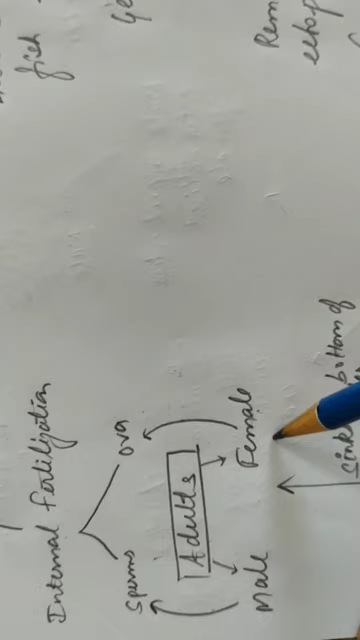 Internal Fertilization
Sperms ova
Adults
Male Female
Sink bottom of
fish
Rem